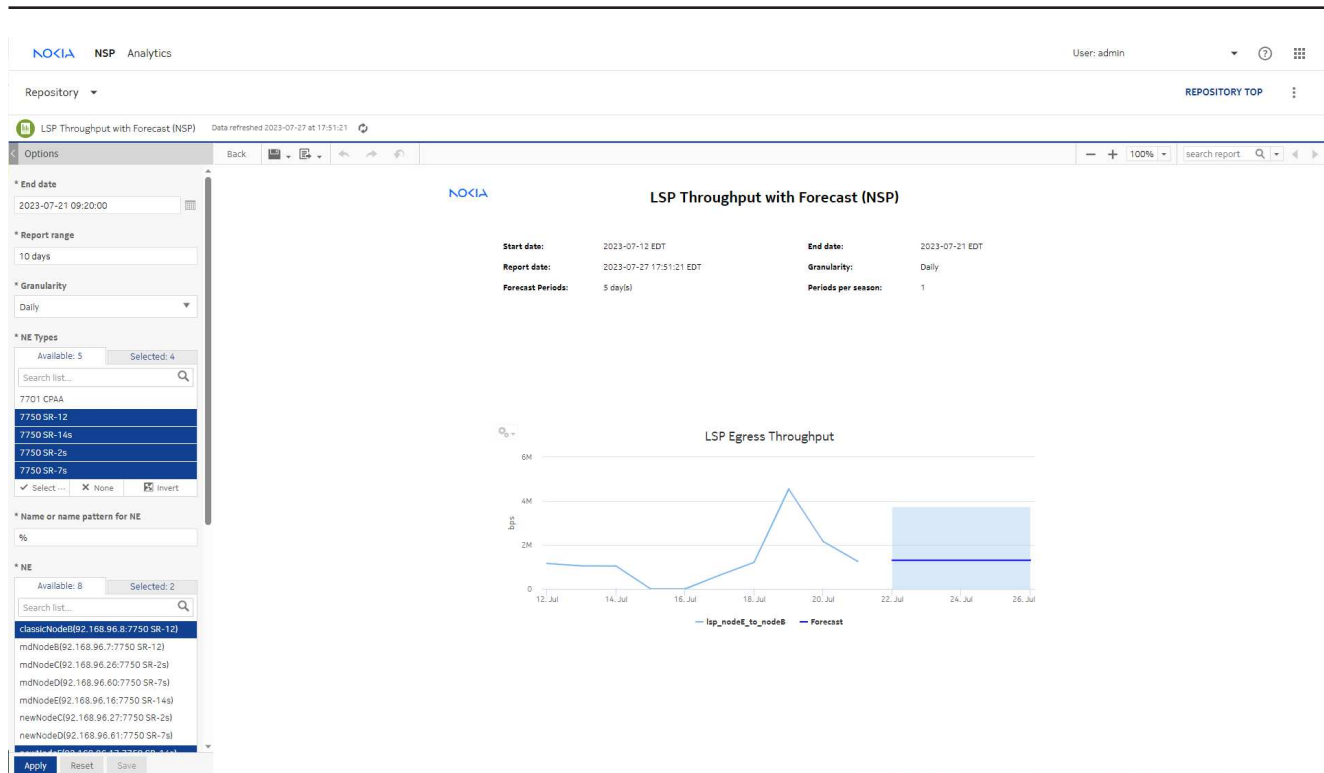 NOKIA NSP Analytics User: admin
Repository REPOSITORY TOP
LSP Throughput with Forecast (NSP) Data refreshed 2023-07-27 at 17:51:21
Options Back 100% search report
* End date
2023-07-21 09:20:00
* Report range
10 days
* Granularity
Daily
* NE Types
Available: 5 Selected: 4
Search list...
7701 CPAA
7750 SR-12
7750 SR-14s
7750 SR-2s
7750 SR-7s
Select ... None Invert
* Name or name pattern for NE
%
* NE
Available: 8 Selected: 2
Search list...
classicNodeB(92.168.96.8:7750 SR-12)
mdNodeB(92.168.96.7:7750 SR-12)
mdNodeC(92.168.96.26:7750 SR-2s)
mdNodeD(92.168.96.60:7750 SR-7s)
mdNodeE(92.168.96.16:7750 SR-14s)
newNodeC(92.168.96.27:7750 SR-2s)
newNodeD(92.168.96.61:7750 SR-7s)
Apply Reset Save
NOKIA LSP Throughput with Forecast (NSP)
Start date: 2023-07-12 EDT End date: 2023-07-21 EDT
Report date: 2023-07-27 17:51:21 EDT Granularity: Daily
Forecast Periods: 5 day(s) Periods per season: 1
LSP Egress Throughput
6M
4M
bps
2M
0
12. Jul 14. Jul 16. Jul 18. Jul 20. Jul 22. Jul 24. Jul 26. Jul
lsp_nodeE_to_nodeB Forecast